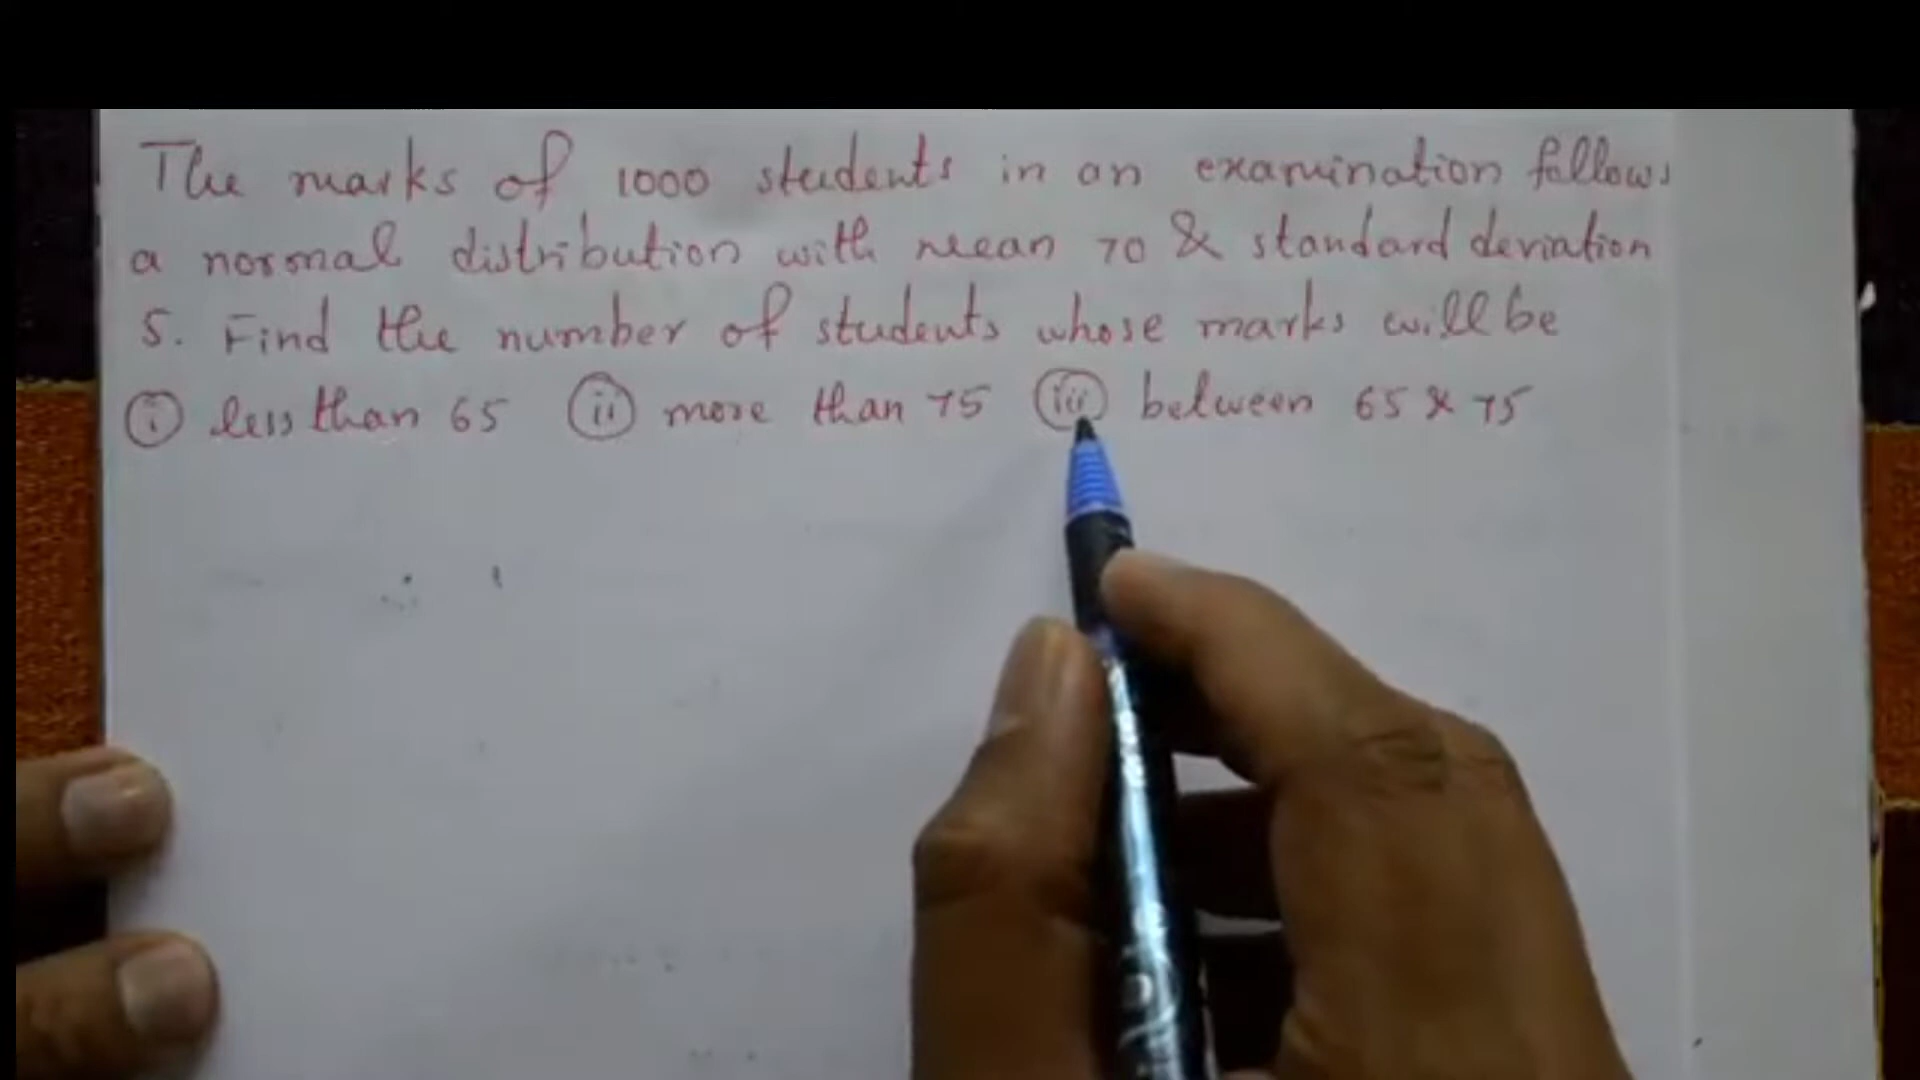 The marks of 1000 students in an examination follows
a normal distribution with mean 70 & standard deviation
5. Find the number of students whose marks will be
(i) less than 65 (ii) more than 75 (iii) between 65 & 75